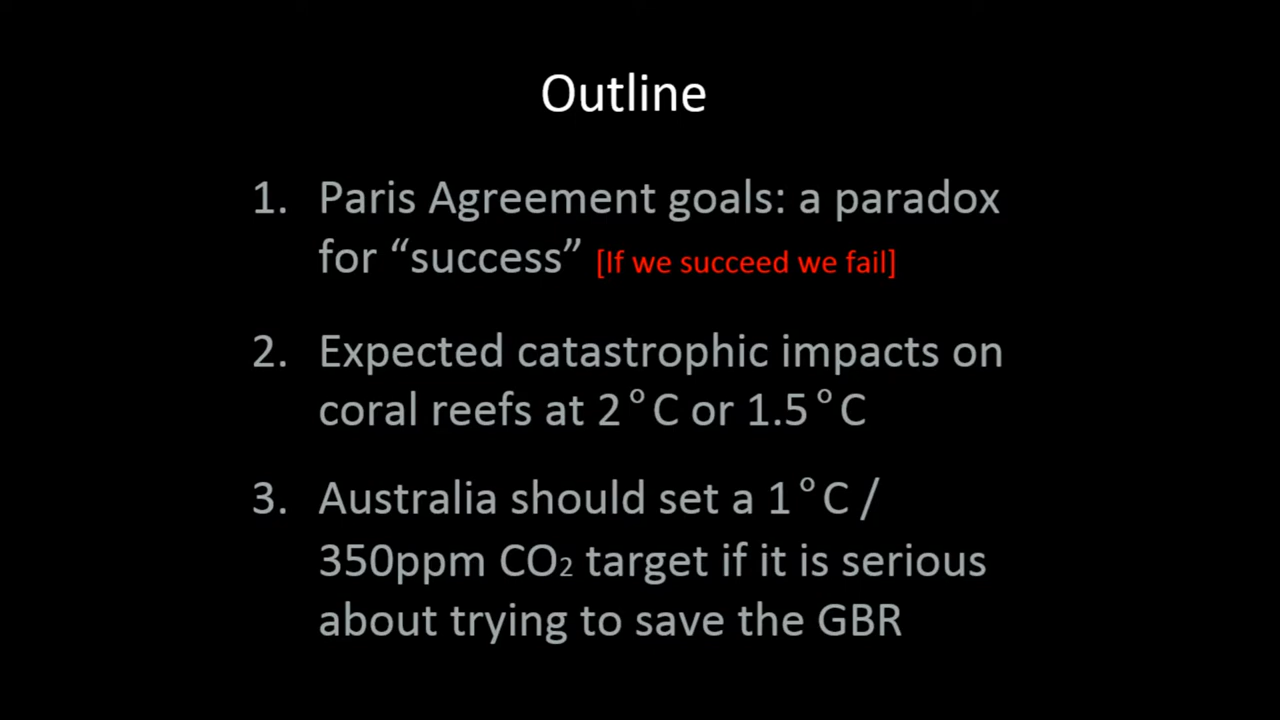 Outline
1. Paris Agreement goals: a paradox
for “success” [If we succeed we fail]
2. Expected catastrophic impacts on
coral reefs at 2°C or 1.5°C
3. Australia should set a 1°C /
350ppm CO₂ target if it is serious
about trying to save the GBR